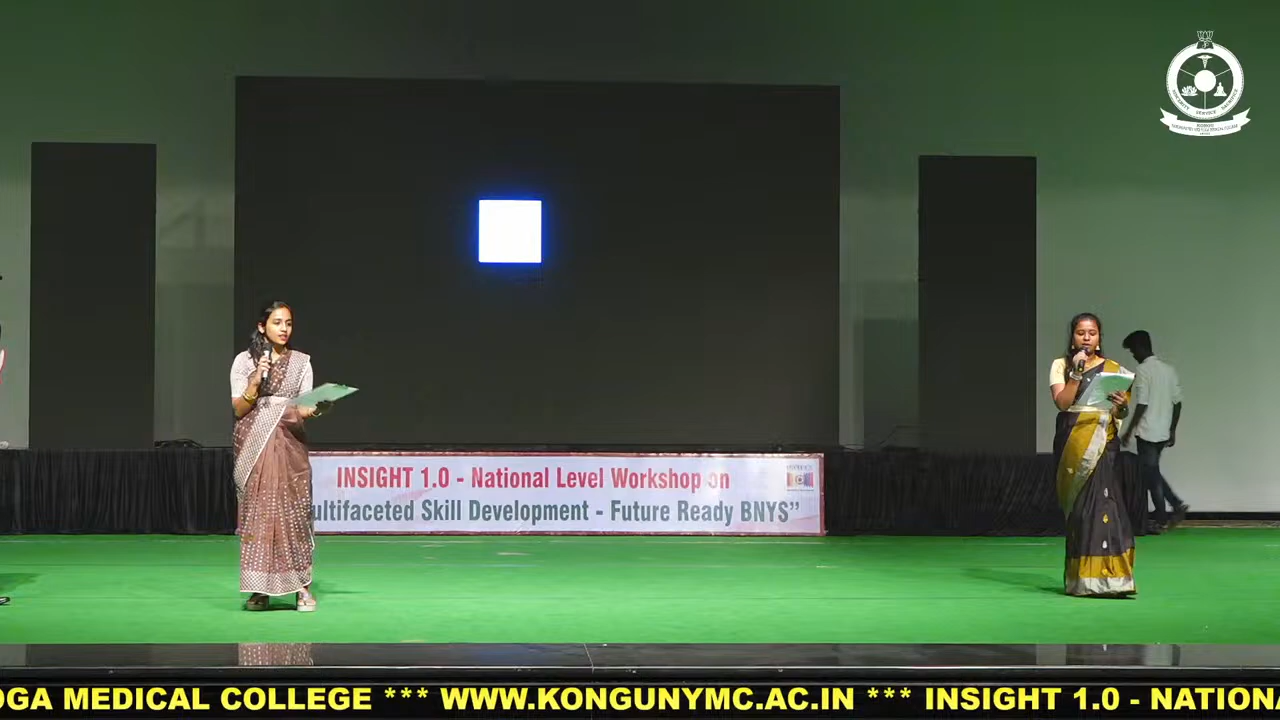 INSIGHT 1.0 - National Level Workshop on
ultifaceted Skill Development - Future Ready BNYS”
OGA MEDICAL COLLEGE *** WWW.KONGUNYMC.AC.IN *** INSIGHT 1.0 - NATIONA